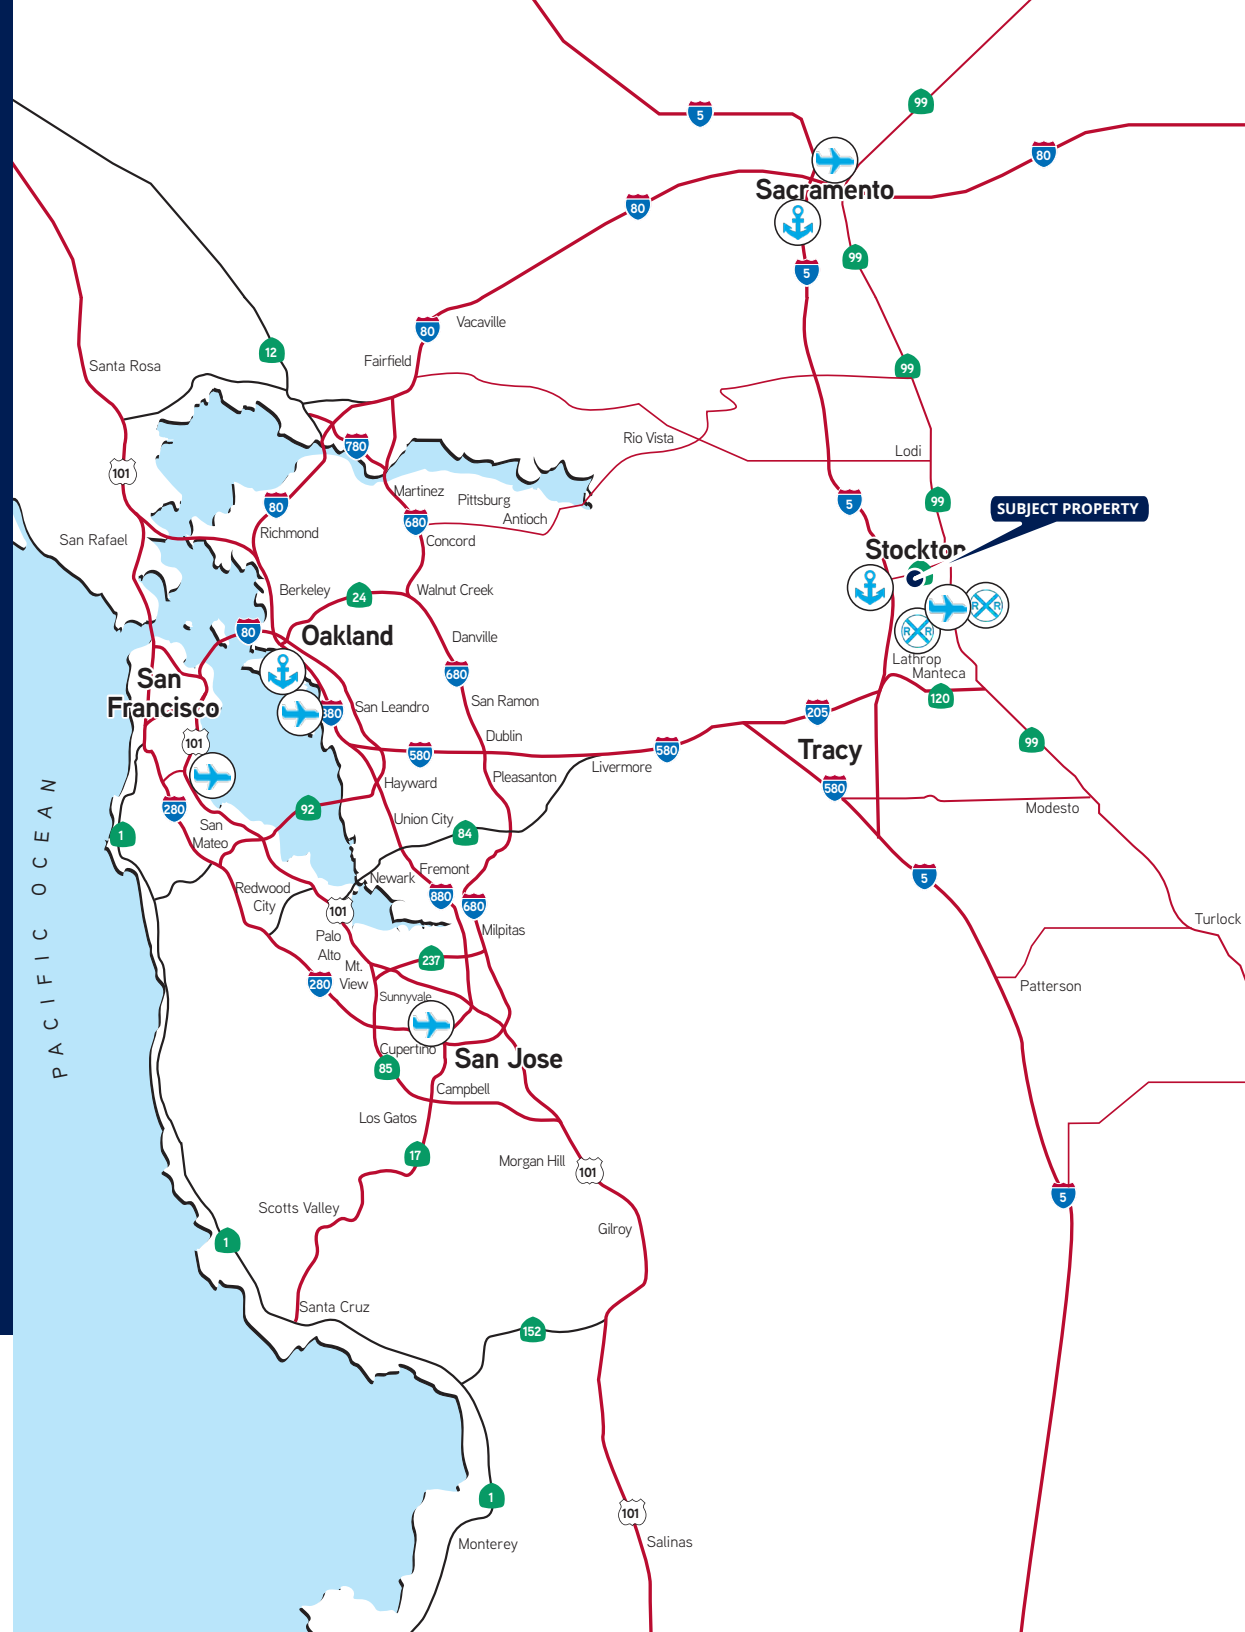 5
99
80
Sacramento
80
99
5
Vacaville
80
12
Fairfield
Santa Rosa
99
Rio Vista
780
Lodi
101
Martinez
Pittsburg
80
5
99
SUBJECT PROPERTY
Antioch
680
Richmond
San Rafael
Concord
Stockton
Berkeley
24
Walnut Creek
R R
R R
80
Oakland
Danville
Lathrop
Manteca
680
San
Francisco
San Ramon
120
880
San Leandro
205
Dublin
101
99
580
580
Tracy
Livermore
Pleasanton
Hayward
580
280
92
Modesto
Union City
San
Mateo
1
84
PACIFIC OCEAN
Fremont
5
Newark
Redwood
City
880
680
101
Turlock
Milpitas
Palo
Alto
237
Mt.
View
280
Patterson
Sunnyvale
Cupertino
San Jose
85
Campbell
Los Gatos
17
Morgan Hill
101
5
Scotts Valley
Gilroy
1
Santa Cruz
152
1
101
Monterey
Salinas